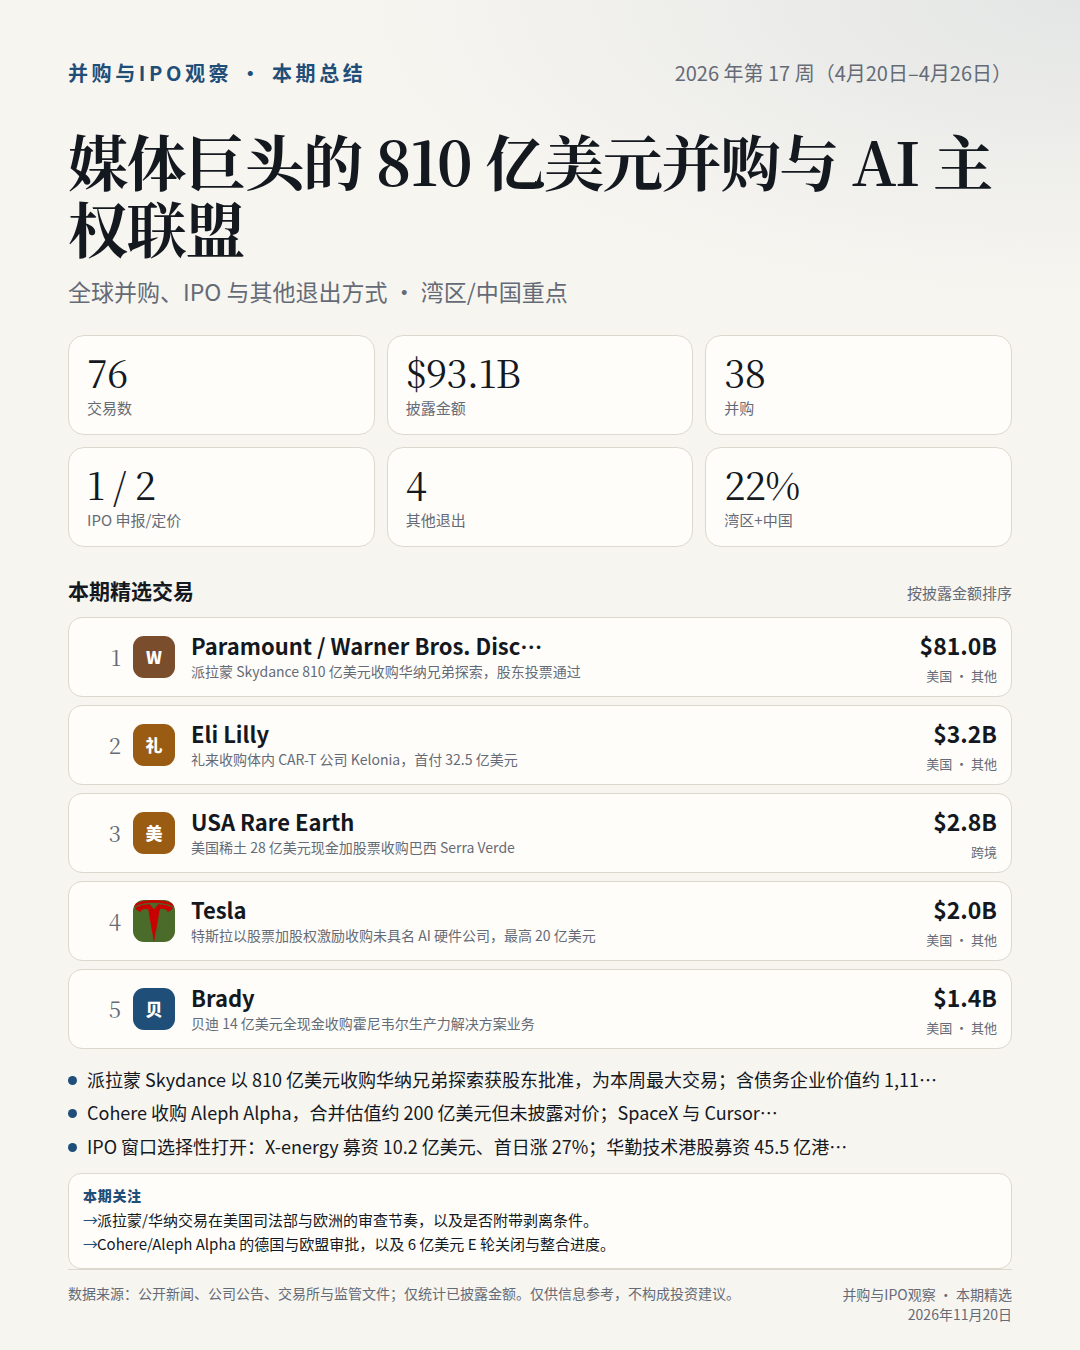 并购与IPO观察 · 本期总结
2026 年第 17 周（4月20日–4月26日）
媒体巨头的 810 亿美元并购与 AI 主
权联盟
全球并购、IPO 与其他退出方式 · 湾区/中国重点
76
交易数
$93.1B
披露金额
38
并购
1 / 2
IPO 申报/定价
4
其他退出
22%
湾区+中国
本期精选交易
按披露金额排序
1
W
Paramount / Warner Bros. Disc…
派拉蒙 Skydance 810 亿美元收购华纳兄弟探索，股东投票通过
$81.0B
美国 · 其他
2
礼
Eli Lilly
礼来收购体内 CAR-T 公司 Kelonia，首付 32.5 亿美元
$3.2B
美国 · 其他
3
美
USA Rare Earth
美国稀土 28 亿美元现金加股票收购巴西 Serra Verde
$2.8B
跨境
4
Tesla
特斯拉以股票加股权激励收购未具名 AI 硬件公司，最高 20 亿美元
$2.0B
美国 · 其他
5
贝
Brady
贝迪 14 亿美元全现金收购霍尼韦尔生产力解决方案业务
$1.4B
美国 · 其他
派拉蒙 Skydance 以 810 亿美元收购华纳兄弟探索获股东批准，为本周最大交易；含债务企业价值约 1,11…
Cohere 收购 Aleph Alpha，合并估值约 200 亿美元但未披露对价；SpaceX 与 Cursor…
IPO 窗口选择性打开：X-energy 募资 10.2 亿美元、首日涨 27%；华勤技术港股募资 45.5 亿港…
本期关注
→派拉蒙/华纳交易在美国司法部与欧洲的审查节奏，以及是否附带剥离条件。
→Cohere/Aleph Alpha 的德国与欧盟审批，以及 6 亿美元 E 轮关闭与整合进度。
数据来源：公开新闻、公司公告、交易所与监管文件；仅统计已披露金额。仅供信息参考，不构成投资建议。
并购与IPO观察 · 本期精选
2026年11月20日